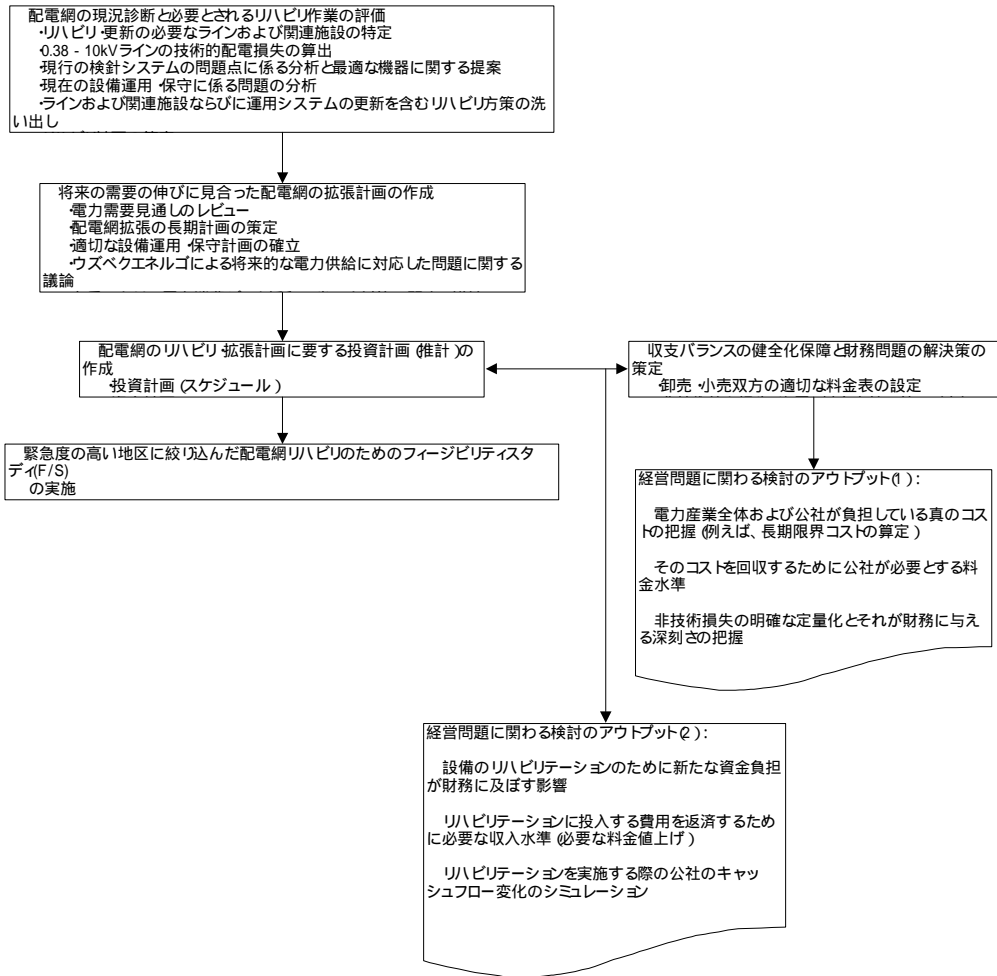 配電網の現況診断と必要とされるリハビリ作業の評価
・リハビリ・更新の必要なラインおよび関連施設の特定
・0.38 - 10kVラインの技術的配電損失の算出
・現行の検針システムの問題点に係る分析と最適な機器に関する提案
・現在の設備運用・保守に係る問題の分析
・ラインおよび関連施設ならびに運用システムの更新を含むリハビリ方策の洗
い出し
将来の需要の伸びに見合った配電網の拡張計画の作成
・電力需要見通しのレビュー
・配電網拡張の長期計画の策定
・適切な設備運用・保守計画の確立
・ウズベクエネルゴによる将来的な電力供給に対応した問題に関する
議論
配電網のリハビリ・拡張計画に要する投資計画(推計)の
作成
・投資計画(スケジュール)
収支バランスの健全化保障と財務問題の解決策の
策定
・卸売・小売双方の適切な料金表の設定
緊急度の高い地区に絞り込んだ配電網リハビリのためのフィージビリティスタ
ディ(F/S)
の実施
経営問題に関わる検討のアウトプット(1):
電力産業全体および公社が負担している真のコス
トの把握(例えば、長期限界コストの算定)
そのコストを回収するために公社が必要とする料
金水準
非技術損失の明確な定量化とそれが財務に与え
る深刻さの把握
経営問題に関わる検討のアウトプット(2):
設備のリハビリテーションのために新たな資金負担
が財務に及ぼす影響
リハビリテーションに投入する費用を返済するため
に必要な収入水準(必要な料金値上げ)
リハビリテーションを実施する際の公社のキャッ
シュフロー変化のシミュレーション